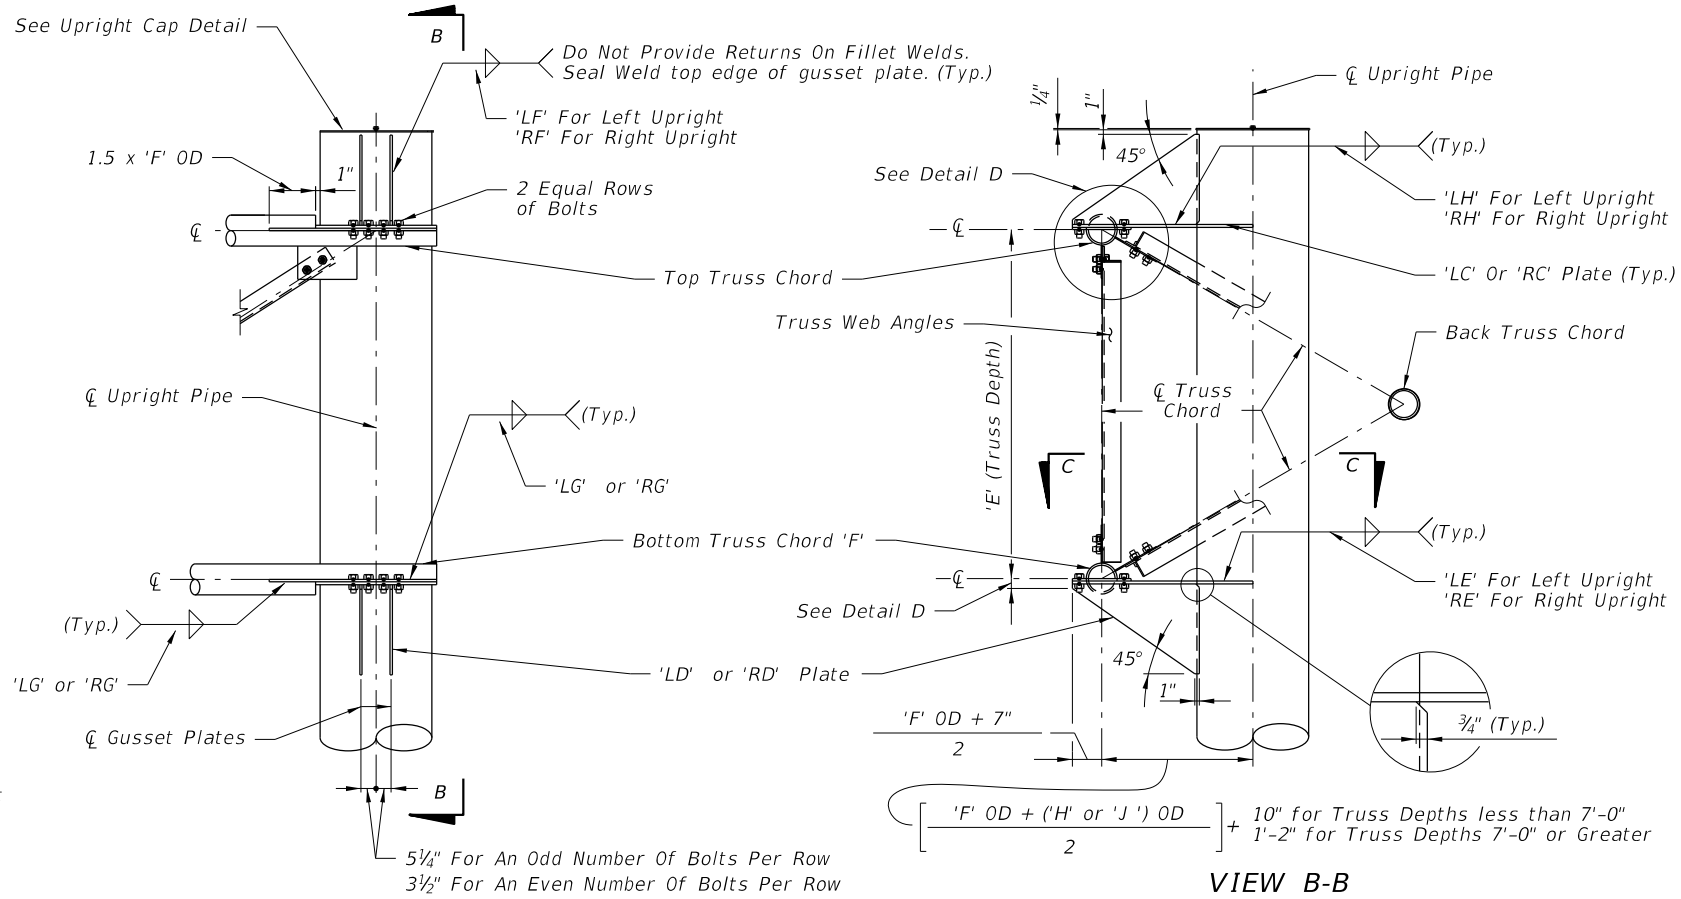 See Upright Cap Detail
B
Do Not Provide Returns On Fillet Welds.
Seal Weld top edge of gusset plate. (Typ.)
'LF' For Left Upright
'RF' For Right Upright
1.5 x 'F' OD
1"
2 Equal Rows
of Bolts
℄
Top Truss Chord
℄ Upright Pipe
(Typ.)
'LG' or 'RG'
Bottom Truss Chord 'F'
℄
(Typ.)
'LG' or 'RG'
'LD' or 'RD' Plate
℄ Gusset Plates
B
5¼" For An Odd Number Of Bolts Per Row
3½" For An Even Number Of Bolts Per Row
℄ Upright Pipe
¼"
1"
45°
(Typ.)
See Detail D
'LH' For Left Upright
'RH' For Right Upright
℄
'LC' Or 'RC' Plate (Typ.)
Truss Web Angles
Back Truss Chord
'E' (Truss Depth)
℄ Truss
Chord
C
C
(Typ.)
℄
'LE' For Left Upright
'RE' For Right Upright
See Detail D
45°
1"
¾" (Typ.)
'F' OD + 7"
2
'F' OD + ('H' or 'J') OD
2
+
10" for Truss Depths less than 7'-0"
1'-2" for Truss Depths 7'-0" or Greater
VIEW B-B